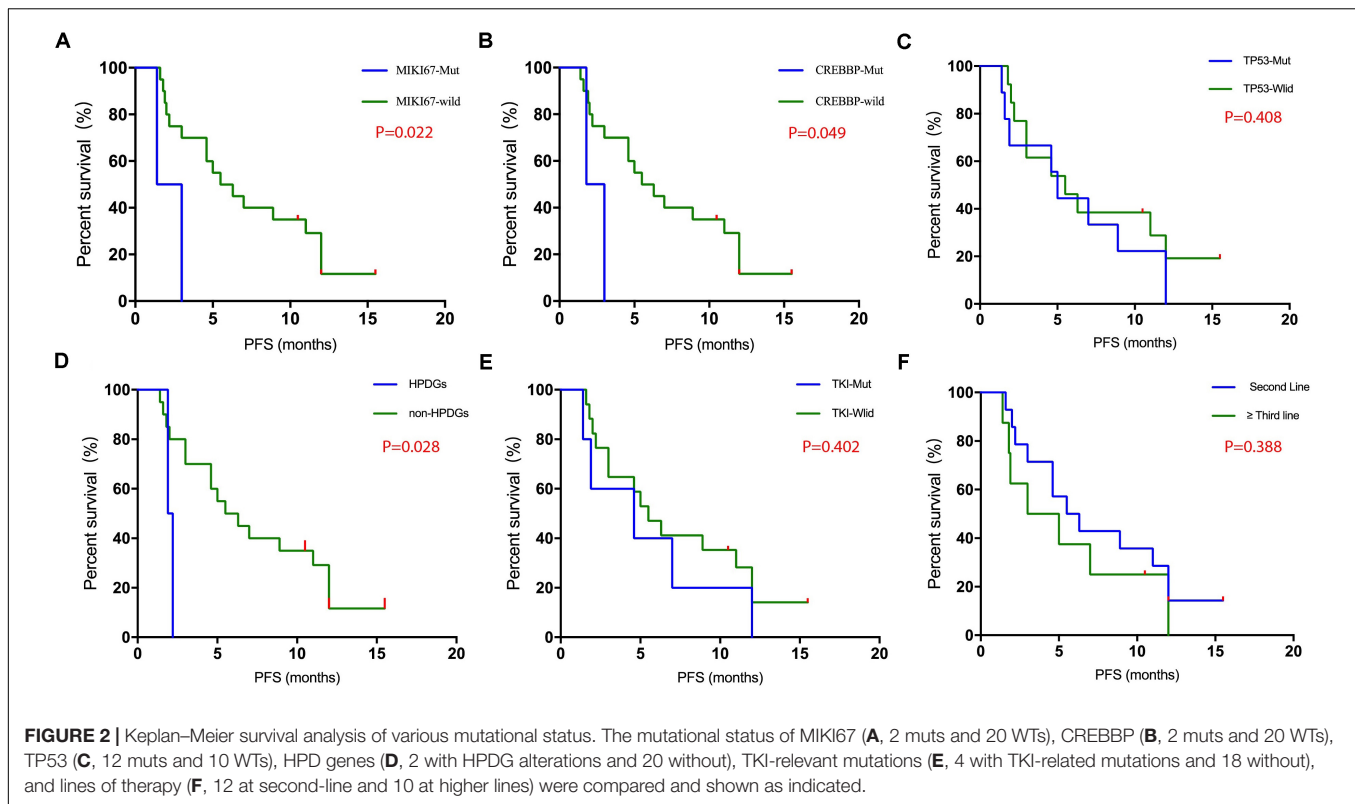 A
Percent survival (%)
100
80
60
40
20
0
0 5 10 15 20
PFS (months)
MIKI67-Mut
MIKI67-wild
P=0.022
B
Percent survival (%)
100
80
60
40
20
0
0 5 10 15 20
PFS (months)
CREBBP-Mut
CREBBP-wild
P=0.049
C
Percent survival (%)
100
80
60
40
20
0
0 5 10 15 20
PFS (months)
TP53-Mut
TP53-Wlid
P=0.408
D
Percent survival (%)
100
80
60
40
20
0
0 5 10 15 20
PFS (months)
HPDGs
non-HPDGs
P=0.028
E
Percent survival (%)
100
80
60
40
20
0
0 5 10 15 20
PFS (months)
TKI-Mut
TKI-Wlid
P=0.402
F
Percent survival (%)
100
80
60
40
20
0
0 5 10 15 20
PFS (months)
Second Line
≥ Third line
P=0.388
FIGURE 2 | Keplan–Meier survival analysis of various mutational status. The mutational status of MIKI67 (A, 2 muts and 20 WTs), CREBBP (B, 2 muts and 20 WTs),
TP53 (C, 12 muts and 10 WTs), HPD genes (D, 2 with HPDG alterations and 20 without), TKI-relevant mutations (E, 4 with TKI-related mutations and 18 without),
and lines of therapy (F, 12 at second-line and 10 at higher lines) were compared and shown as indicated.